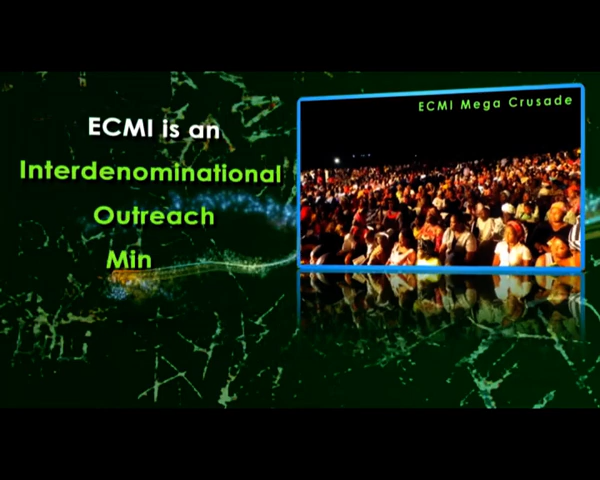 ECMI is an
Interdenominational
Outreach
Min
ECMI Mega Crusade